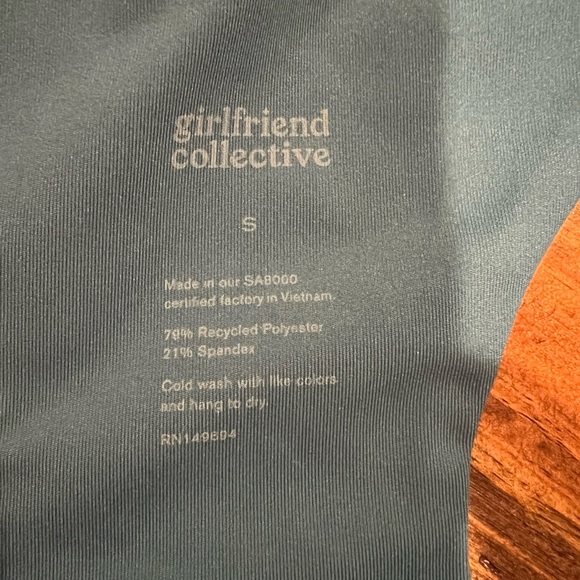 girlfriend
collective
S
Made in our SA8000
certified factory in Vietnam.
79% Recycled Polyester
21% Spandex
Cold wash with like colors
and hang to dry.
RN149694